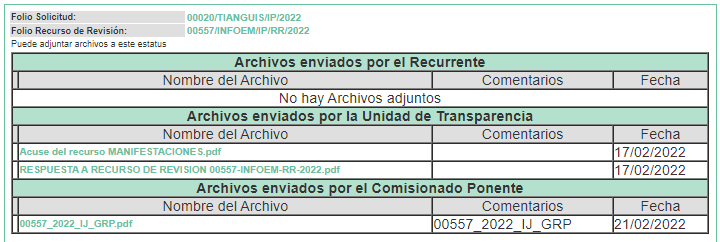 Folio Solicitud: 00020/TIANGUIS/IP/2022
Folio Recurso de Revisión: 00557/INFOEM/IP/RR/2022
Puede adjuntar archivos a este estatus
Archivos enviados por el Recurrente
Nombre del Archivo Comentarios Fecha
No hay Archivos adjuntos
Archivos enviados por la Unidad de Transparencia
Nombre del Archivo Comentarios Fecha
Acuse del recurso MANIFESTACIONES.pdf 17/02/2022
RESPUESTA A RECURSO DE REVISION 00557-INFOEM-RR-2022.pdf 17/02/2022
Archivos enviados por el Comisionado Ponente
Nombre del Archivo Comentarios Fecha
00557_2022_IJ_GRP.pdf 00557_2022_IJ_GRP 21/02/2022